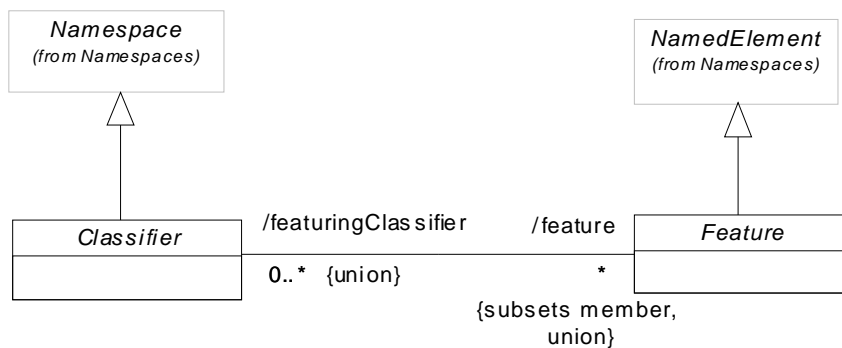 Namespace
(from Namespaces)
NamedElement
(from Namespaces)
Classifier
/featuringClassifier
/feature
Feature
0..* {union}
*
{subsets member,
union}